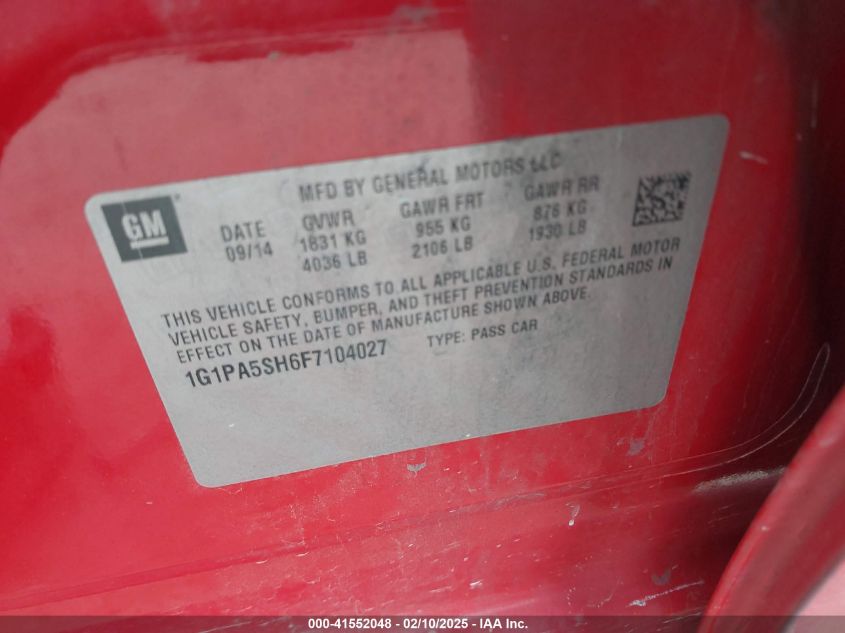 MFD BY GENERAL MOTORS LLC
GM
DATE GVWR GAWR FRT GAWR RR
09/14 1831 KG 955 KG 876 KG
4036 LB 2106 LB 1930 LB
THIS VEHICLE CONFORMS TO ALL APPLICABLE U.S. FEDERAL MOTOR
VEHICLE SAFETY, BUMPER, AND THEFT PREVENTION STANDARDS IN
EFFECT ON THE DATE OF MANUFACTURE SHOWN ABOVE.
1G1PA5SH6F7104027 TYPE: PASS CAR
000-41552048 - 02/10/2025 - © IAA, Inc.